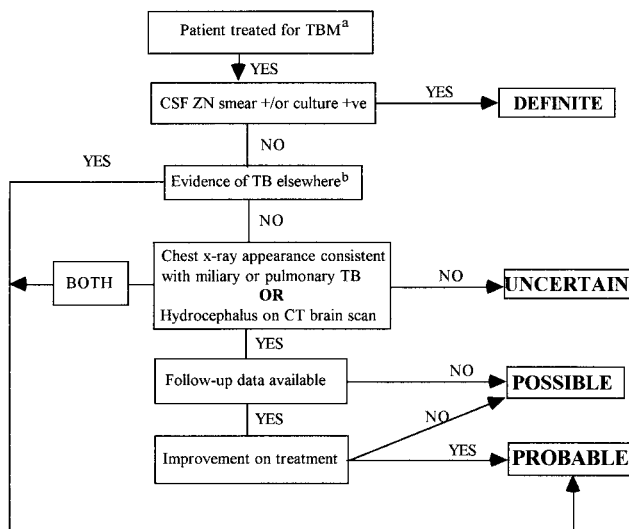 Patient treated for TBMa
YES
CSF ZN smear +/or culture +ve
YES
DEFINITE
NO
YES
Evidence of TB elsewhereb
NO
Chest x-ray appearance consistent
with miliary or pulmonary TB
OR
Hydrocephalus on CT brain scan
BOTH
NO
UNCERTAIN
YES
Follow-up data available
NO
POSSIBLE
YES
NO
Improvement on treatment
YES
PROBABLE